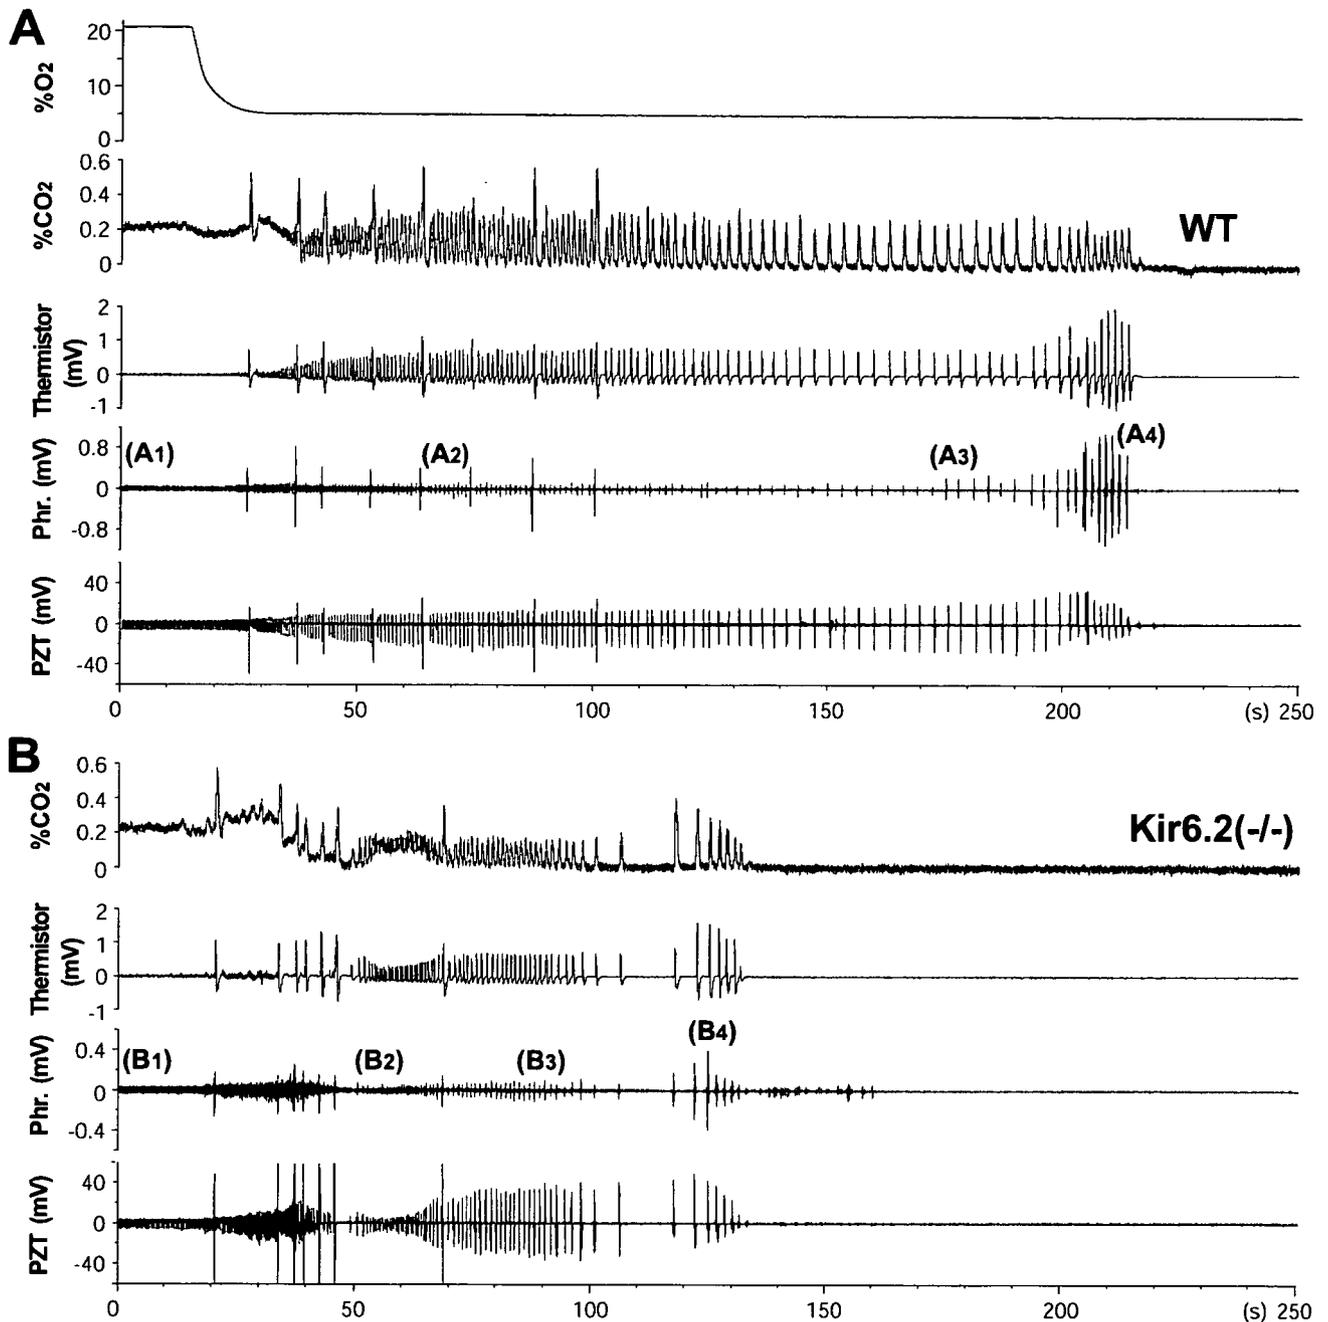 A
%O2
20
10
0
%CO2
0.6
0.4
0.2
0
WT
Thermistor
(mV)
2
1
0
-1
Phr. (mV)
0.8
0
-0.8
(A1)
(A2)
(A3)
(A4)
PZT (mV)
40
0
-40
0
50
100
150
200
(s) 250
B
%CO2
0.6
0.4
0.2
0
Kir6.2(-/-)
Thermistor
(mV)
2
1
0
-1
Phr. (mV)
0.4
0
-0.4
(B1)
(B2)
(B3)
(B4)
PZT (mV)
40
0
-40
0
50
100
150
200
(s) 250